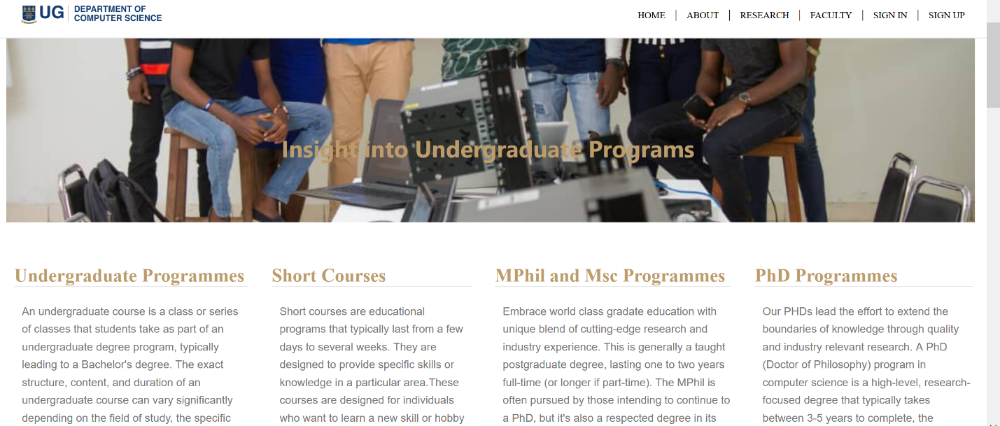 UG DEPARTMENT OF
COMPUTER SCIENCE
HOME | ABOUT | RESEARCH | FACULTY | SIGN IN | SIGN UP
Insight into Undergraduate Programs
Undergraduate Programmes
An undergraduate course is a class or series
of classes that students take as part of an
undergraduate degree program, typically
leading to a Bachelor's degree. The exact
structure, content, and duration of an
undergraduate course can vary significantly
depending on the field of study, the specific
Short Courses
Short courses are educational
programs that typically last from a few
days to several weeks. They are
designed to provide specific skills or
knowledge in a particular area.These
courses are designed for individuals
who want to learn a new skill or hobby
MPhil and Msc Programmes
Embrace world class gradate education with
unique blend of cutting-edge research and
industry experience. This is generally a taught
postgraduate degree, lasting one to two years
full-time (or longer if part-time). The MPhil is
often pursued by those intending to continue to
a PhD, but it's also a respected degree in its
PhD Programmes
Our PHDs lead the effort to extend the
boundaries of knowledge through quality
and industry relevant research. A PhD
(Doctor of Philosophy) program in
computer science is a high-level, research-
focused degree that typically takes
between 3-5 years to complete, the